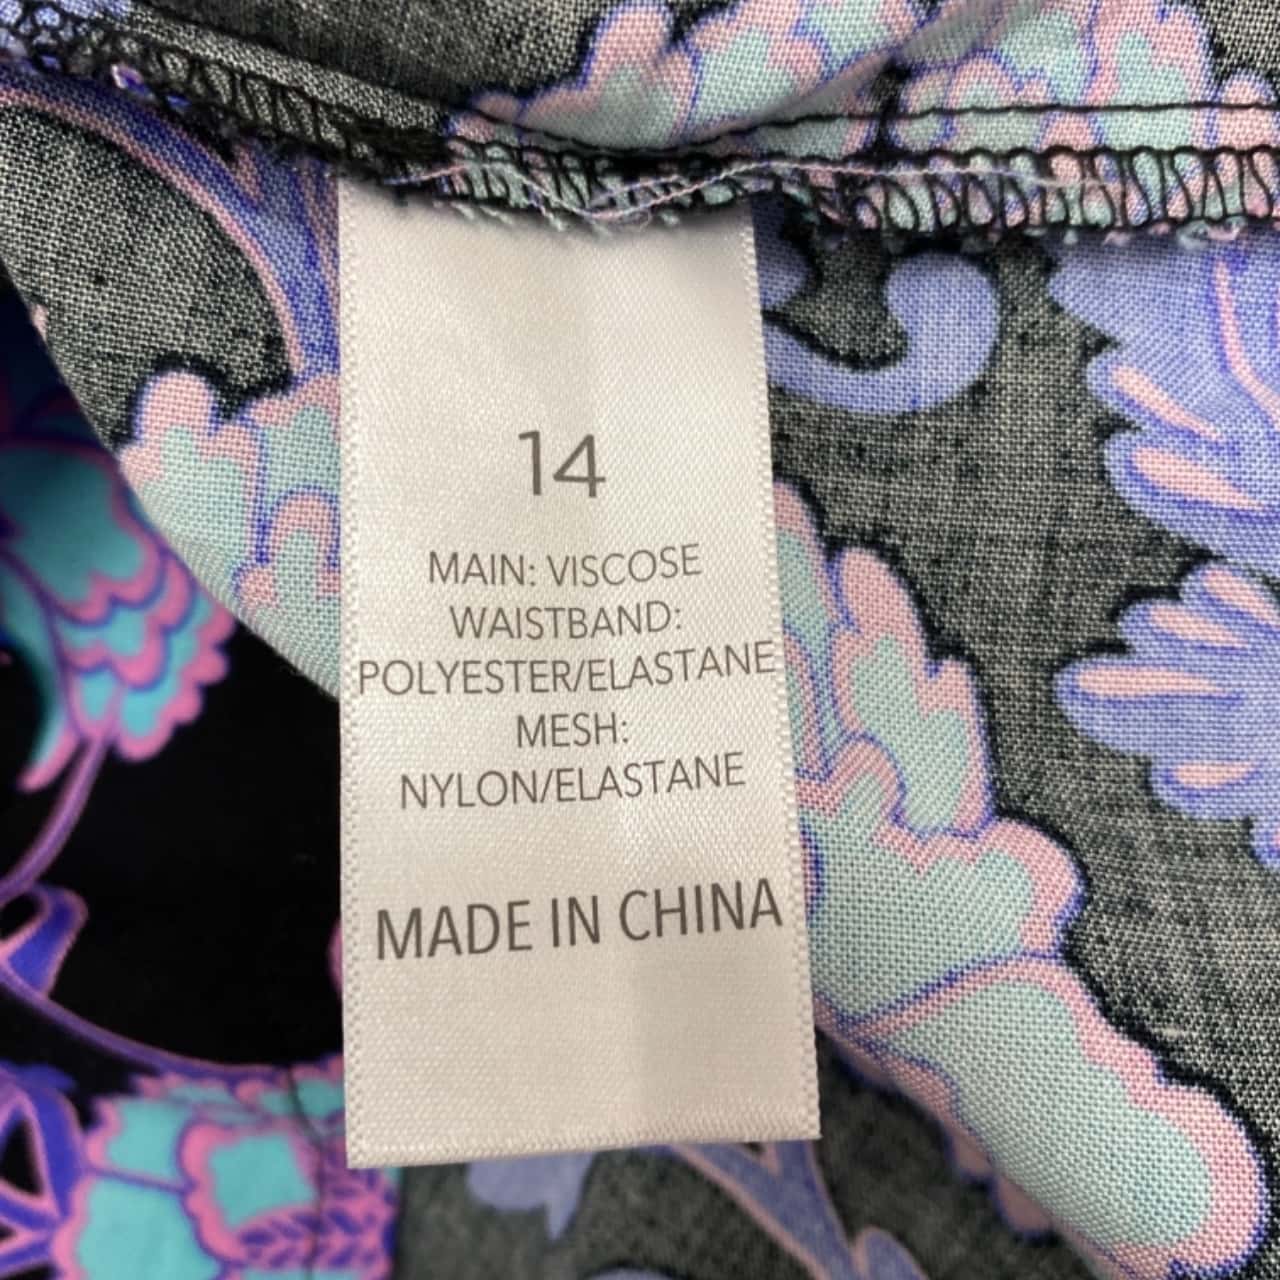 14
MAIN: VISCOSE
WAISTBAND:
POLYESTER/ELASTANE
MESH:
NYLON/ELASTANE
MADE IN CHINA